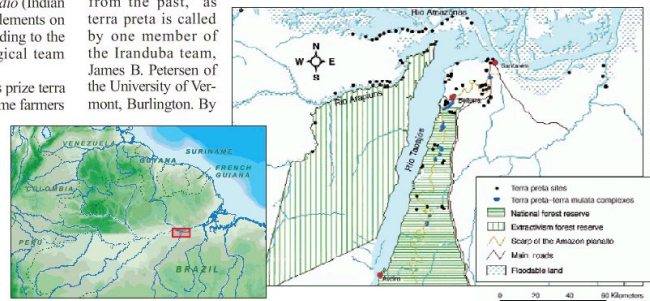 dio (Indian
lements on
ding to the
gical team
s prize terra
me farmers
from the past, as
terra preta is called
by one member of
the Iranduba team,
James B. Petersen of
the University of Ver-
mont, Burlington. By
Rio Amazonas
N
W E
S
Santarém
Rio Arapiuns
Belterra
Rio Tapajós
Aveiro
Terra preta sites
Terra preta–terra mulata complexes
National forest reserve
Extractivism forest reserve
Scarp of the Amazon planalto
Main roads
Floodable land
0 20 40 60 Kilometers
VENEZUELA
GUYANA
SURINAME
FRENCH
GUIANA
COLOMBIA
PERU
BRAZIL